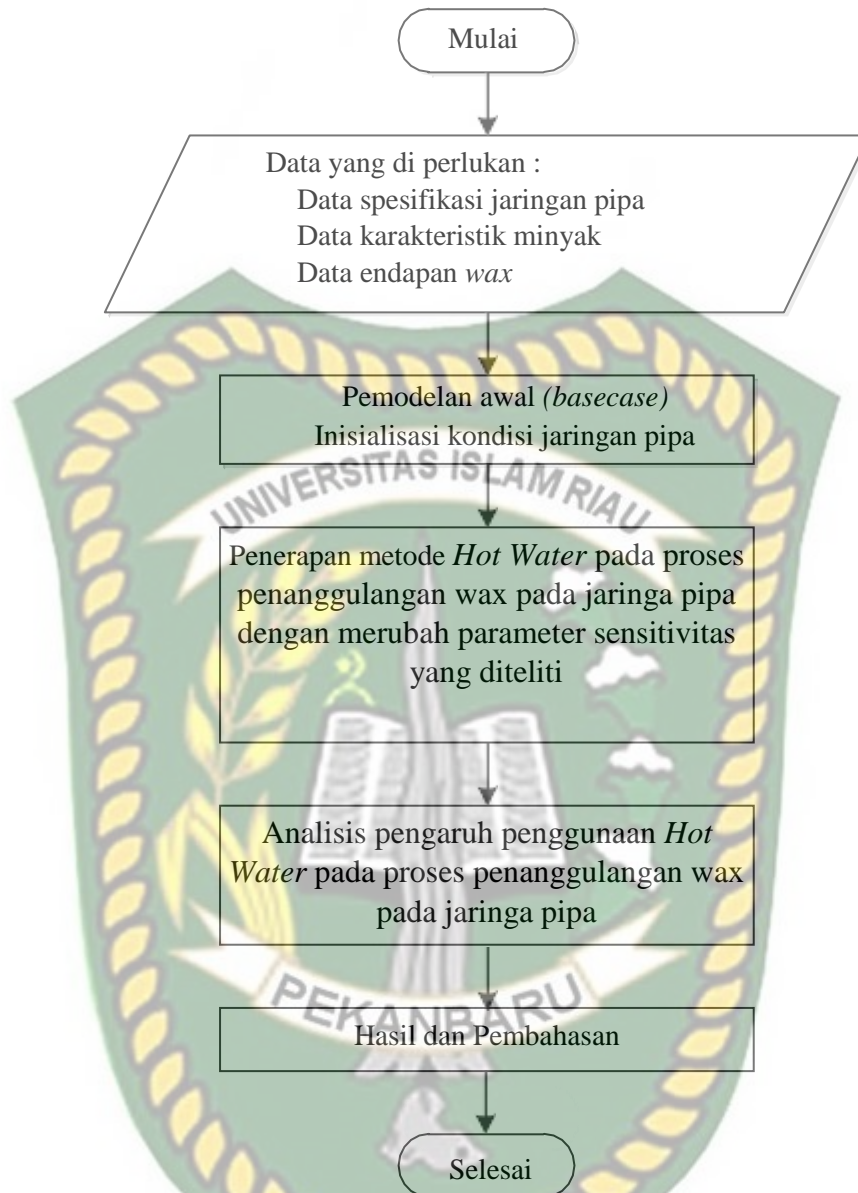 Mulai
Data yang di perlukan :
Data spesifikasi jaringan pipa
Data karakteristik minyak
Data endapan wax
Pemodelan awal (basecase)
Inisialisasi kondisi jaringan pipa
UNIVERSITAS ISLAM RIAU
Penerapan metode Hot Water pada proses
penanggulangan wax pada jaringa pipa
dengan merubah parameter sensitivitas
yang diteliti
Analisis pengaruh penggunaan Hot
Water pada proses penanggulangan wax
pada jaringa pipa
PEKANBARU
Hasil dan Pembahasan
Selesai